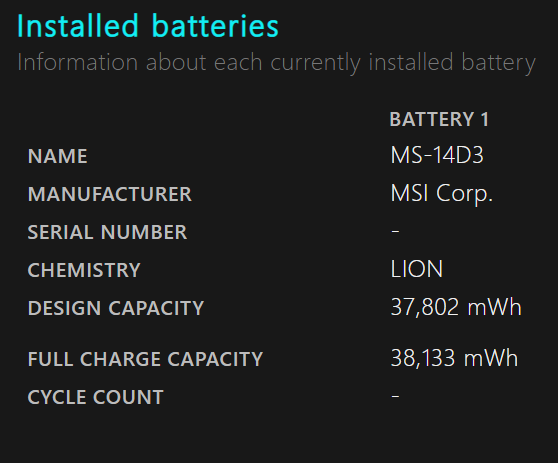 Installed batteries
Information about each currently installed battery
BATTERY 1
NAME MS-14D3
MANUFACTURER MSI Corp.
SERIAL NUMBER -
CHEMISTRY LION
DESIGN CAPACITY 37,802 mWh
FULL CHARGE CAPACITY 38,133 mWh
CYCLE COUNT -